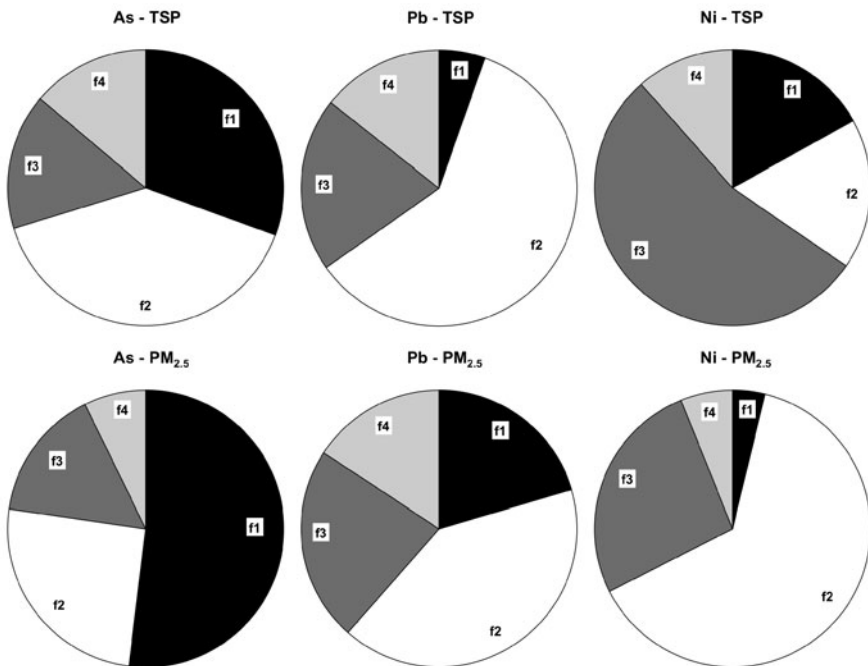 As - TSP
Pb - TSP
Ni - TSP
f4
f1
f3
f2
f1
f4
f3
f2
f4
f1
f2
f3
As - PM2.5
Pb - PM2.5
Ni - PM2.5
f4
f3
f1
f2
f4
f1
f3
f2
f4
f1
f3
f2